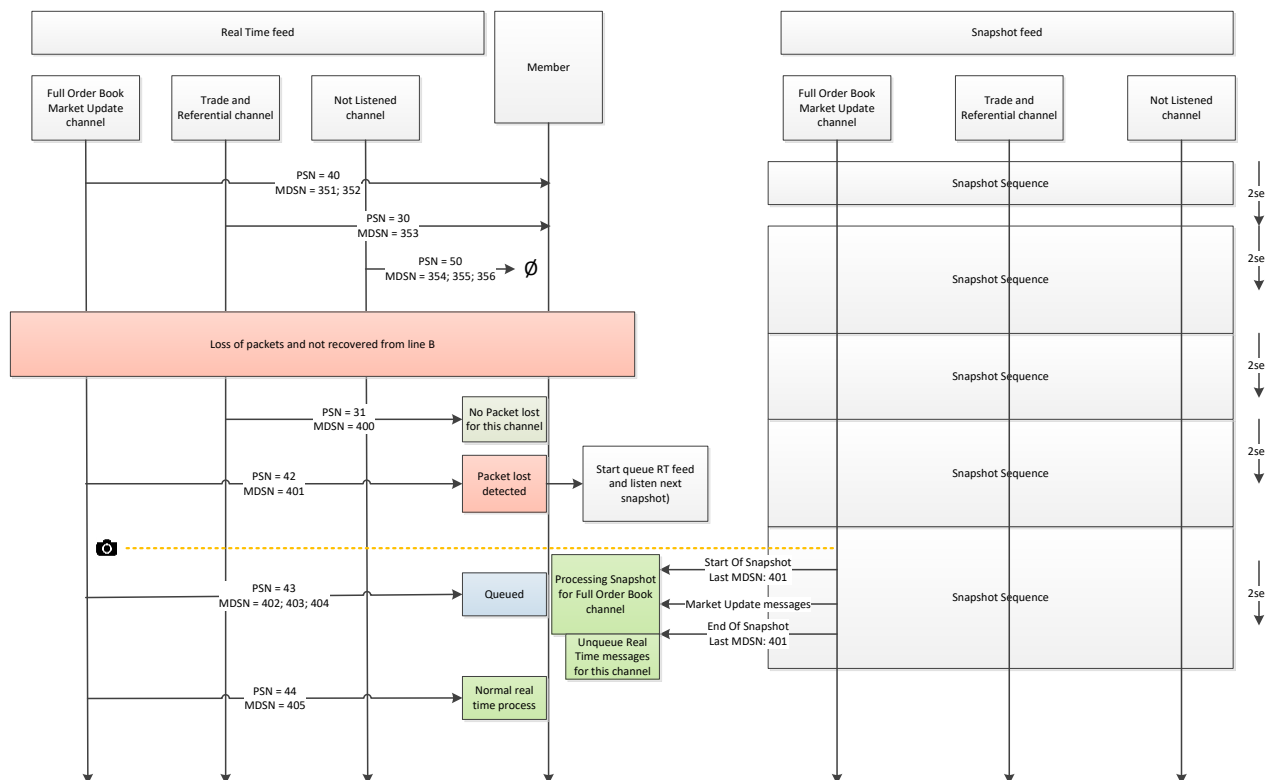 Real Time feed
Member
Snapshot feed
Full Order Book
Market Update
channel
Trade and
Referential channel
Not Listened
channel
Full Order Book
Market Update
channel
Trade and
Referential channel
Not Listened
channel
PSN = 40
MDSN = 351; 352
Snapshot Sequence
2se
PSN = 30
MDSN = 353
PSN = 50
MDSN = 354; 355; 356
Ø
Snapshot Sequence
2se
Loss of packets and not recovered from line B
Snapshot Sequence
2se
PSN = 31
MDSN = 400
No Packet lost
for this channel
PSN = 42
MDSN = 401
Packet lost
detected
Start queue RT feed
and listen next
snapshot)
Snapshot Sequence
2se
Start Of Snapshot
Last MDSN: 401
PSN = 43
MDSN = 402; 403; 404
Queued
Processing Snapshot
for Full Order Book
channel
Market Update messages
Snapshot Sequence
2se
End Of Snapshot
Last MDSN: 401
Unqueue Real
Time messages
for this channel
PSN = 44
MDSN = 405
Normal real
time process